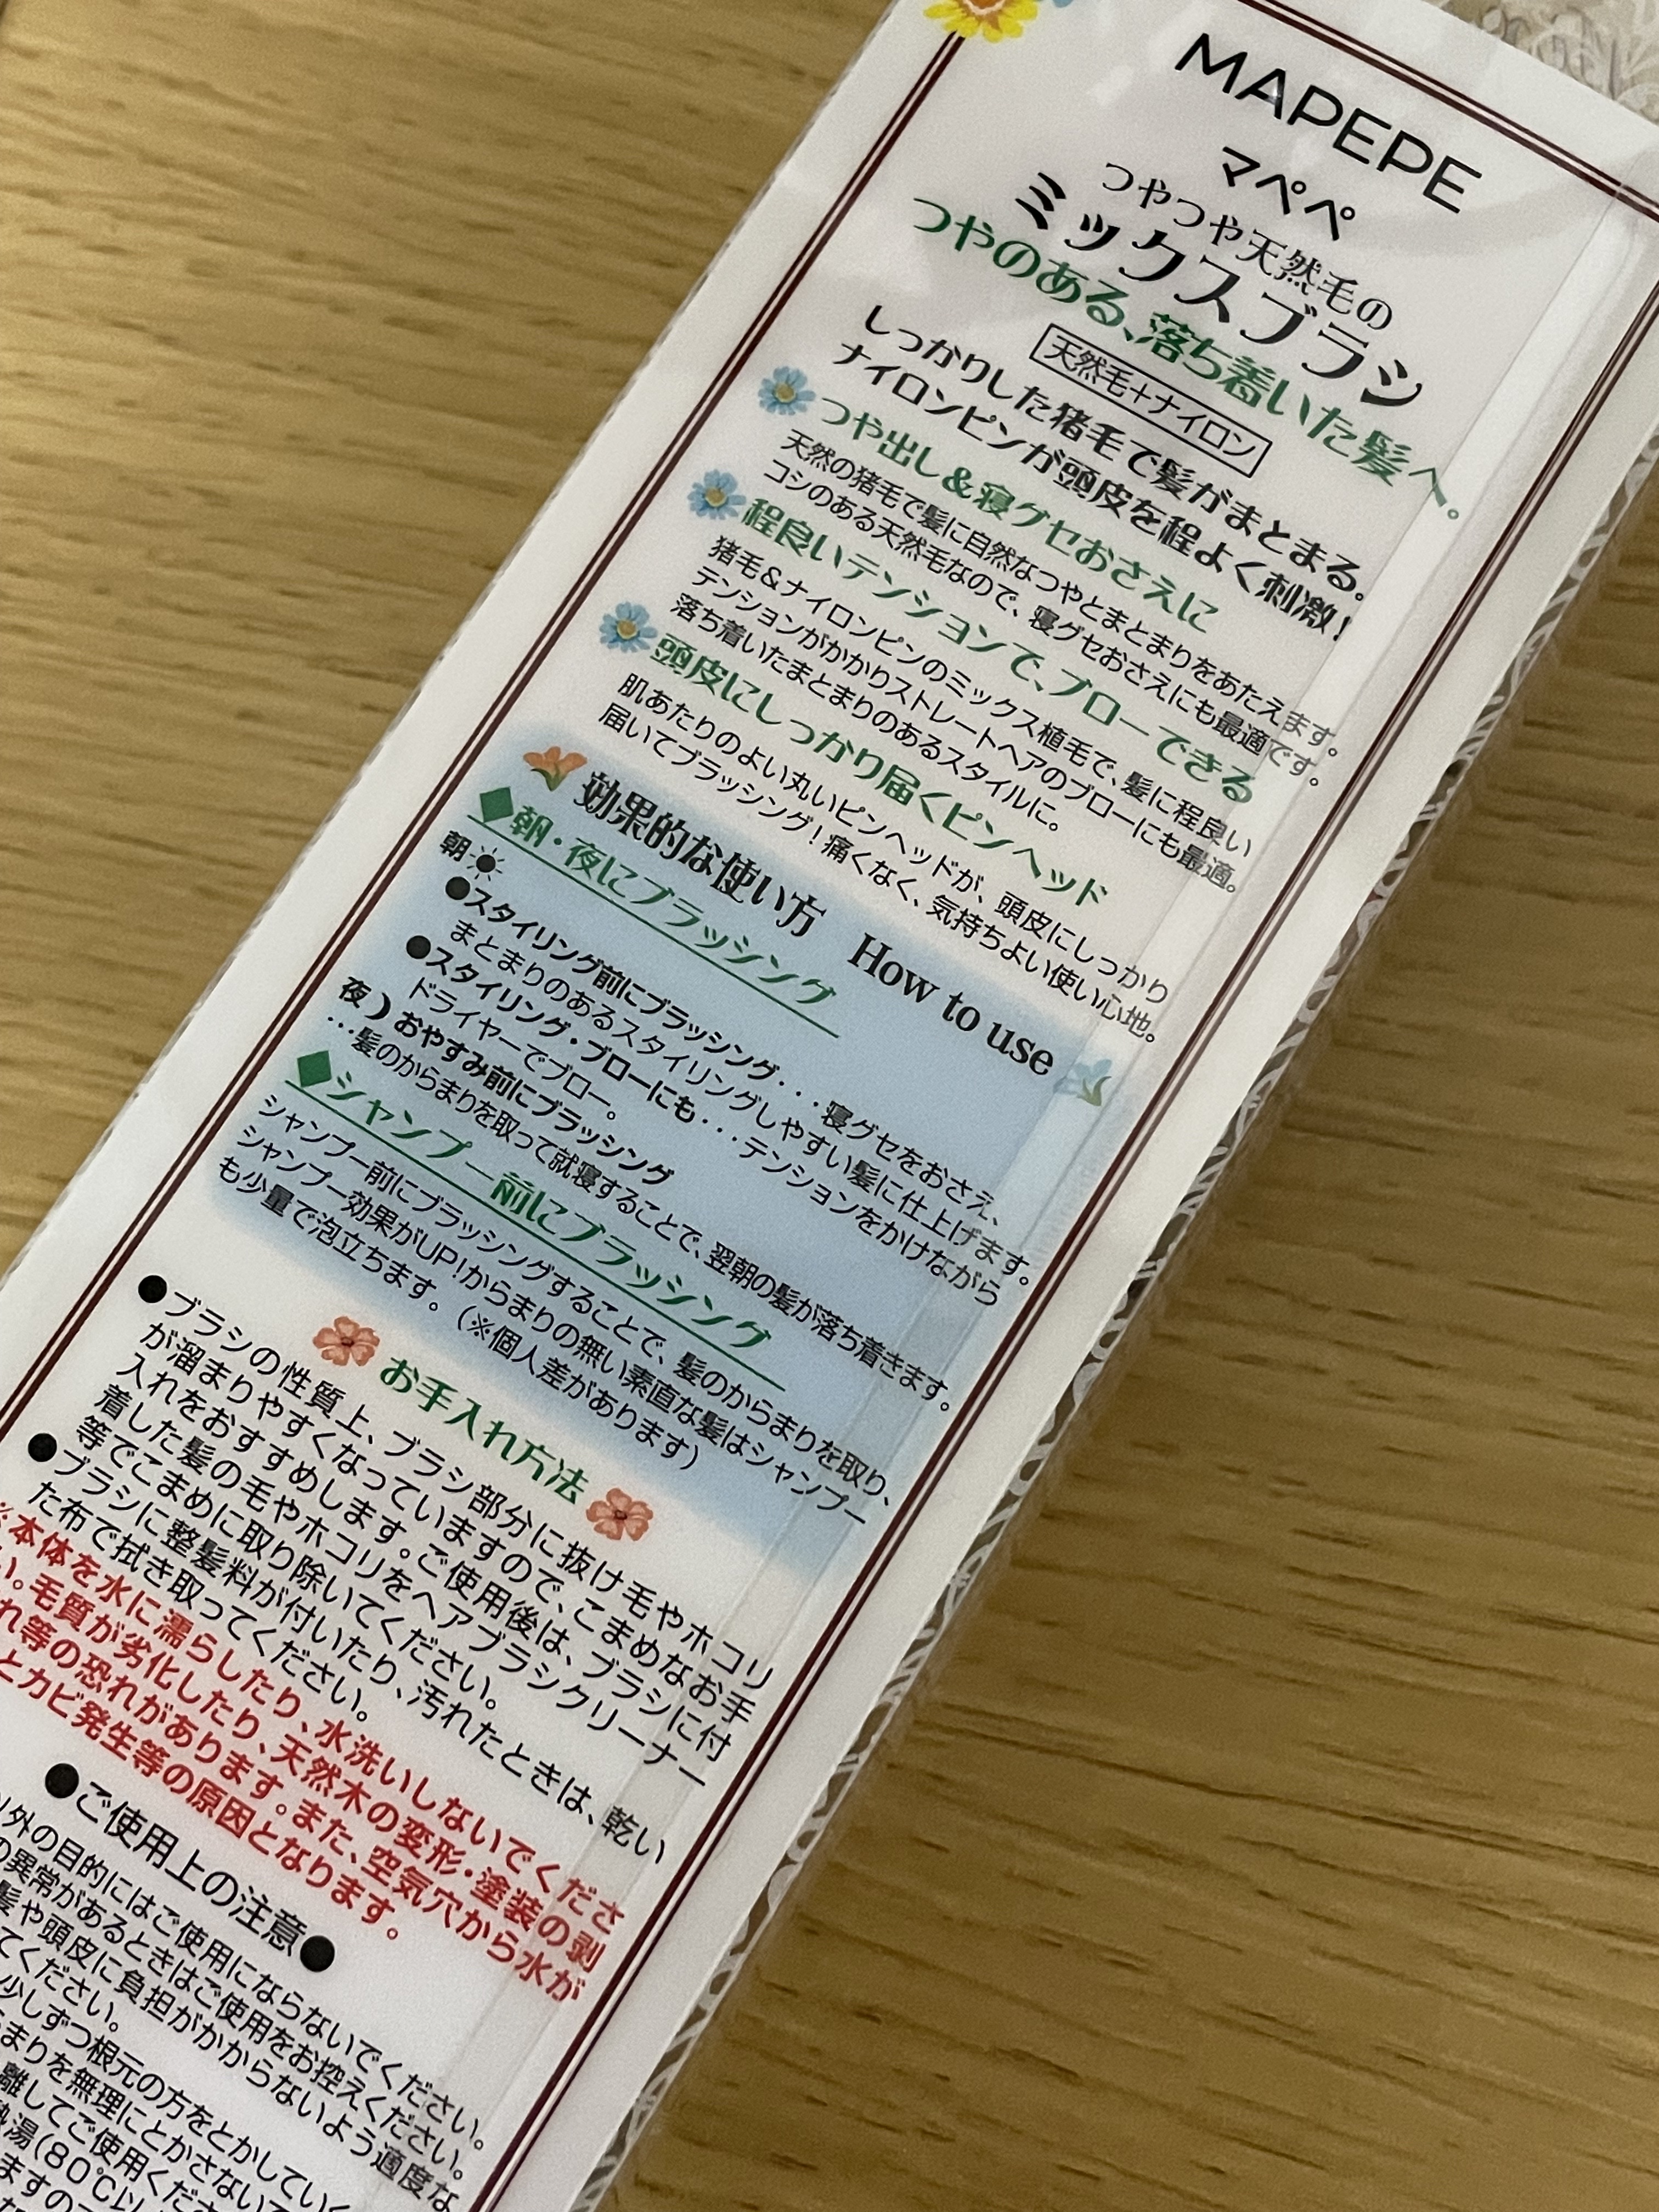 MAPEPE
マペペ
つやつや天然毛の
ミックスブラシ
つやのある、落ち着いた髪へ。
天然毛+ナイロン
しっかりした猪毛で髪がまとまる。
ナイロンピンが頭皮を程よく刺激!
つや出し&寝グセおさえに
天然の猪毛で髪に自然なつやとまとまりをあたえます。
コシのある天然毛なので、寝グセおさえにも最適です。
程良いテンションで、ブローできる
猪毛&ナイロンピンのミックス植毛で、髪に程良い
テンションがかかりストレートヘアのブローにも最適。
落ち着いたまとまりのあるスタイルに。
頭皮にしっかり届くピンヘッド
肌あたりのよい丸いピンヘッドが、頭皮にしっかり
届いてブラッシング!痛くなく、気持ちよい使い心地。
効果的な使い方 How to use
◆朝・夜にブラッシング
朝
●スタイリング前にブラッシング・・・寝グセをおさえ、
まとまりのあるスタイリングしやすい髪に仕上げます。
●スタイリング・ブローにも・・・テンションをかけながら
ドライヤーでブロー。
夜 おやすみ前にブラッシング
…髪のからまりを取って就寝することで、翌朝の髪が落ち着きます。
◆シャンプー前にブラッシング
シャンプー前にブラッシングすることで、髪のからまりを取り、
シャンプー効果がUP!からまりの無い素直な髪はシャンプー
も少量で泡立ちます。(※個人差があります)
お手入れ方法
●ブラシの性質上、ブラシ部分に抜け毛やホコリ
が溜まりやすくなっていますので、こまめなお手
入れをおすすめします。ご使用後は、ブラシに付
着した髪の毛やホコリをヘアブラシクリーナー
等でこまめに取り除いてください。
●ブラシに整髪料が付いたり、汚れたときは、乾い
た布で拭き取ってください。
※本体を水に濡らしたり、水洗いしないでくださ
い。毛質が劣化したり、天然木の変形・塗装の剥
れ等の恐れがあります。また、空気穴から水が
とカビ発生等の原因となります。
●ご使用上の注意●
以外の目的にはご使用にならないでください。
の異常があるときはご使用をお控えください。
髪や頭皮に負担がかからないよう適度な
てください。
少しずつ根元の方をとかしていく
まりを無理にとかさない
離してご使用くだ
熱湯(80℃以